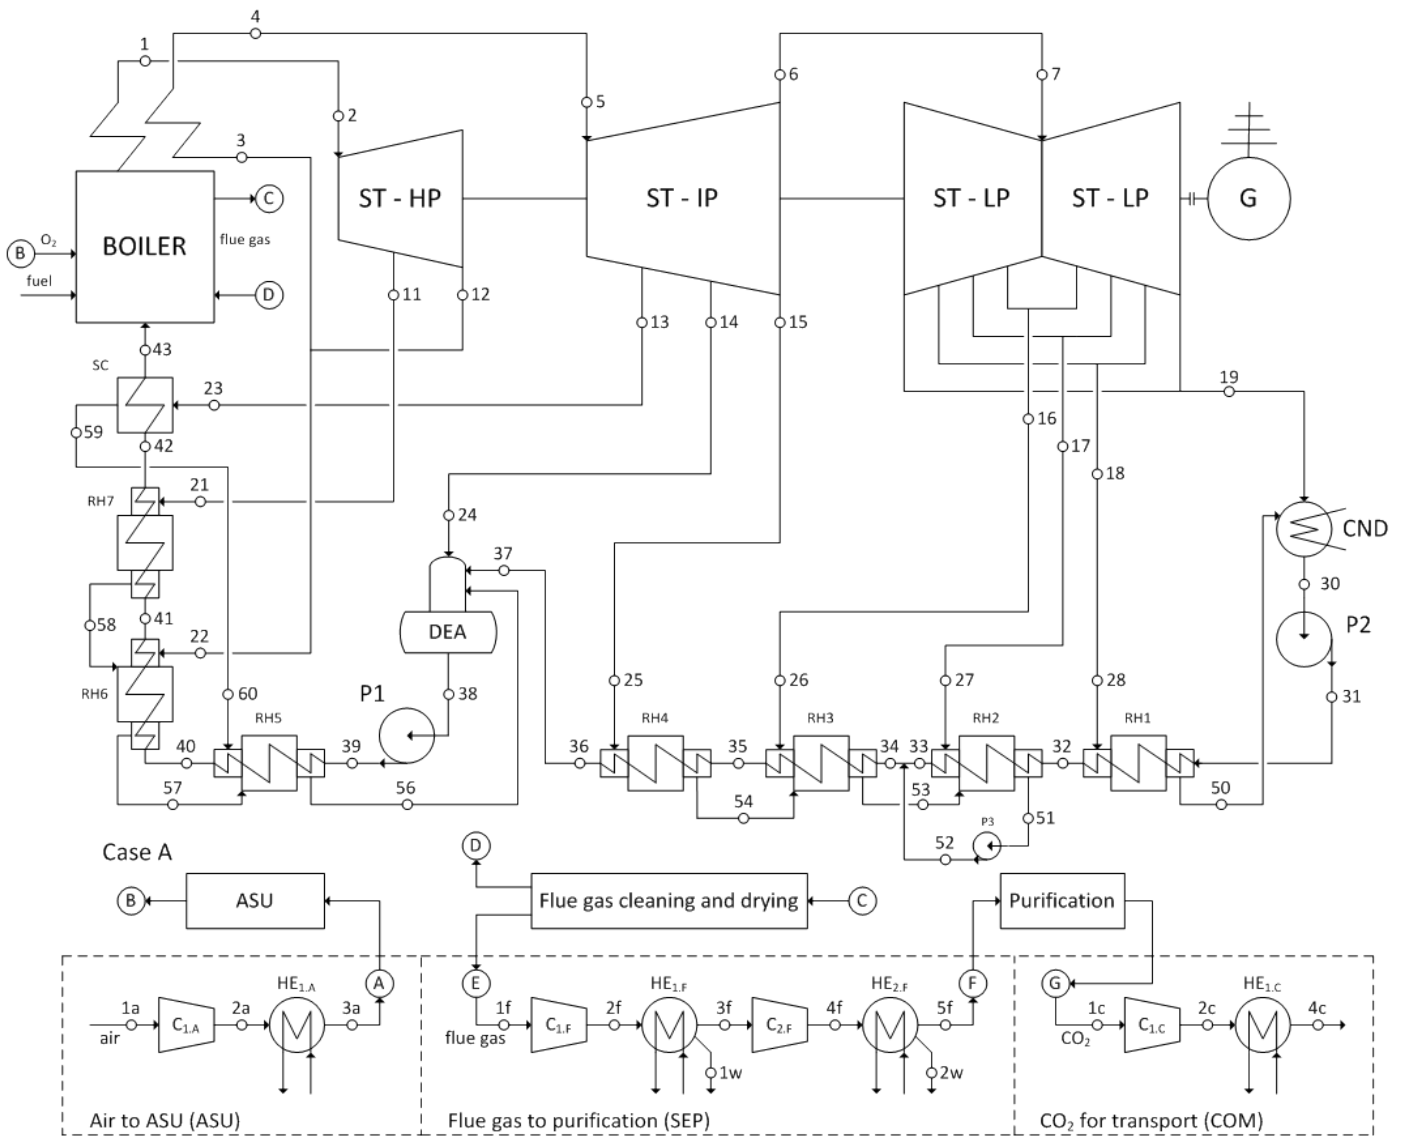 4
1
6
7
5
2
3
ST - HP
ST - IP
ST - LP
ST - LP
G
C
BOILER
flue gas
B
O₂
fuel
D
11
12
13
14
15
43
SC
23
19
59
42
16
17
18
RH7
21
24
CND
37
30
58
41
22
DEA
P2
RH6
60
P1
38
25
26
27
28
31
RH5
RH4
RH3
RH2
RH1
40
39
36
35
34
33
32
57
56
54
53
51
50
P3
52
Case A
D
B
ASU
Flue gas cleaning and drying
C
Purification
A
E
F
G
HE1.A
HE1.F
HE2.F
HE1.C
1a
2a
3a
1f
2f
3f
4f
5f
1c
2c
4c
air
C1.A
flue gas
C1.F
C2.F
CO₂
C1.C
1w
2w
Air to ASU (ASU)
Flue gas to purification (SEP)
CO₂ for transport (COM)